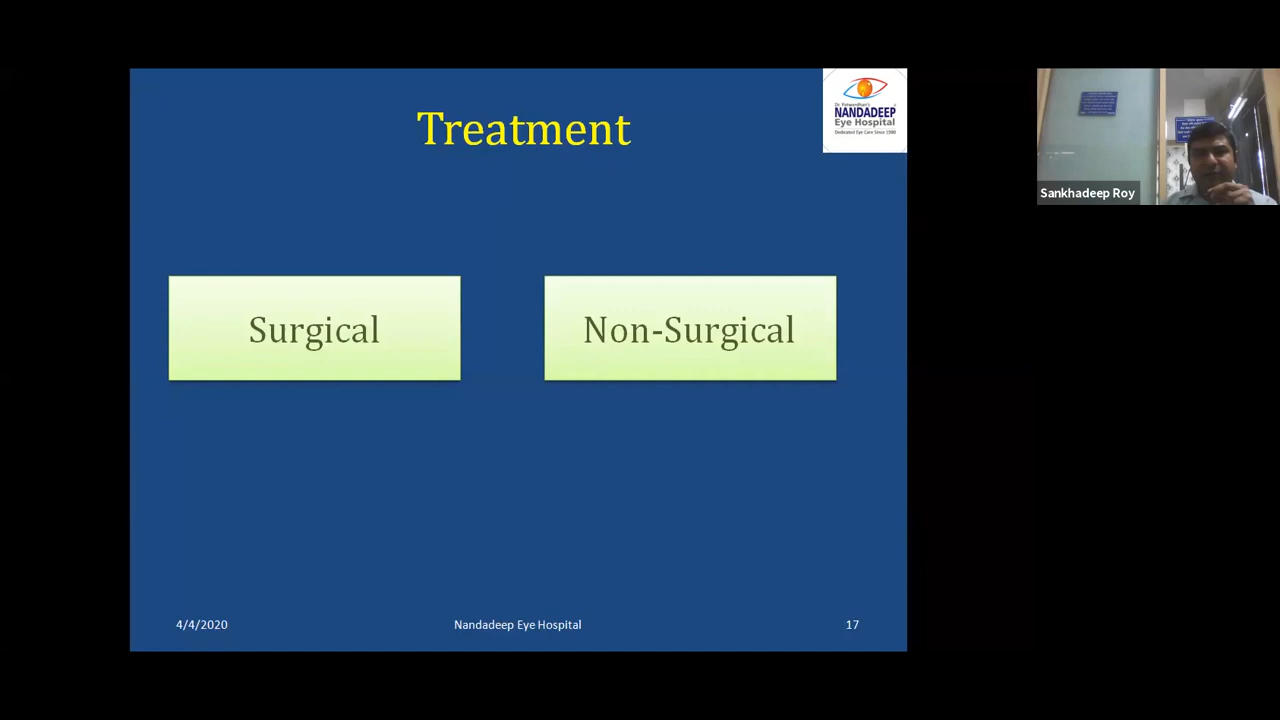 Treatment
Dr. Patwardhan's
NANDADEEP
Eye Hospital
Dedicated Eye Care Since 1980
Sankhadeep Roy
Surgical
Non-Surgical
4/4/2020
Nandadeep Eye Hospital
17